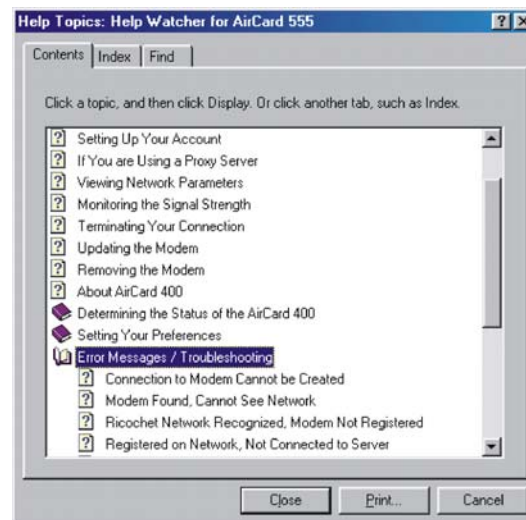 Help Topics: Help Watcher for AirCard 555
Contents
Index
Find
Click a topic, and then click Display. Or click another tab, such as Index.
Setting Up Your Account
If You are Using a Proxy Server
Viewing Network Parameters
Monitoring the Signal Strength
Terminating Your Connection
Updating the Modem
Removing the Modem
About AirCard 400
Determining the Status of the AirCard 400
Setting Your Preferences
Error Messages / Troubleshooting
Connection to Modem Cannot be Created
Modem Found, Cannot See Network
Ricochet Network Recognized, Modem Not Registered
Registered on Network, Not Connected to Server
Close
Print...
Cancel